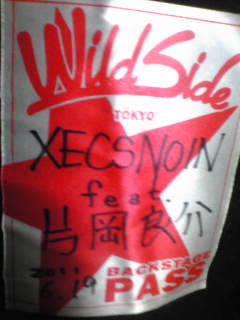 Wild Side
TOKYO
XECSNOIN
feat.
片岡良介
2011
6.19
BACKSTAGE
PASS